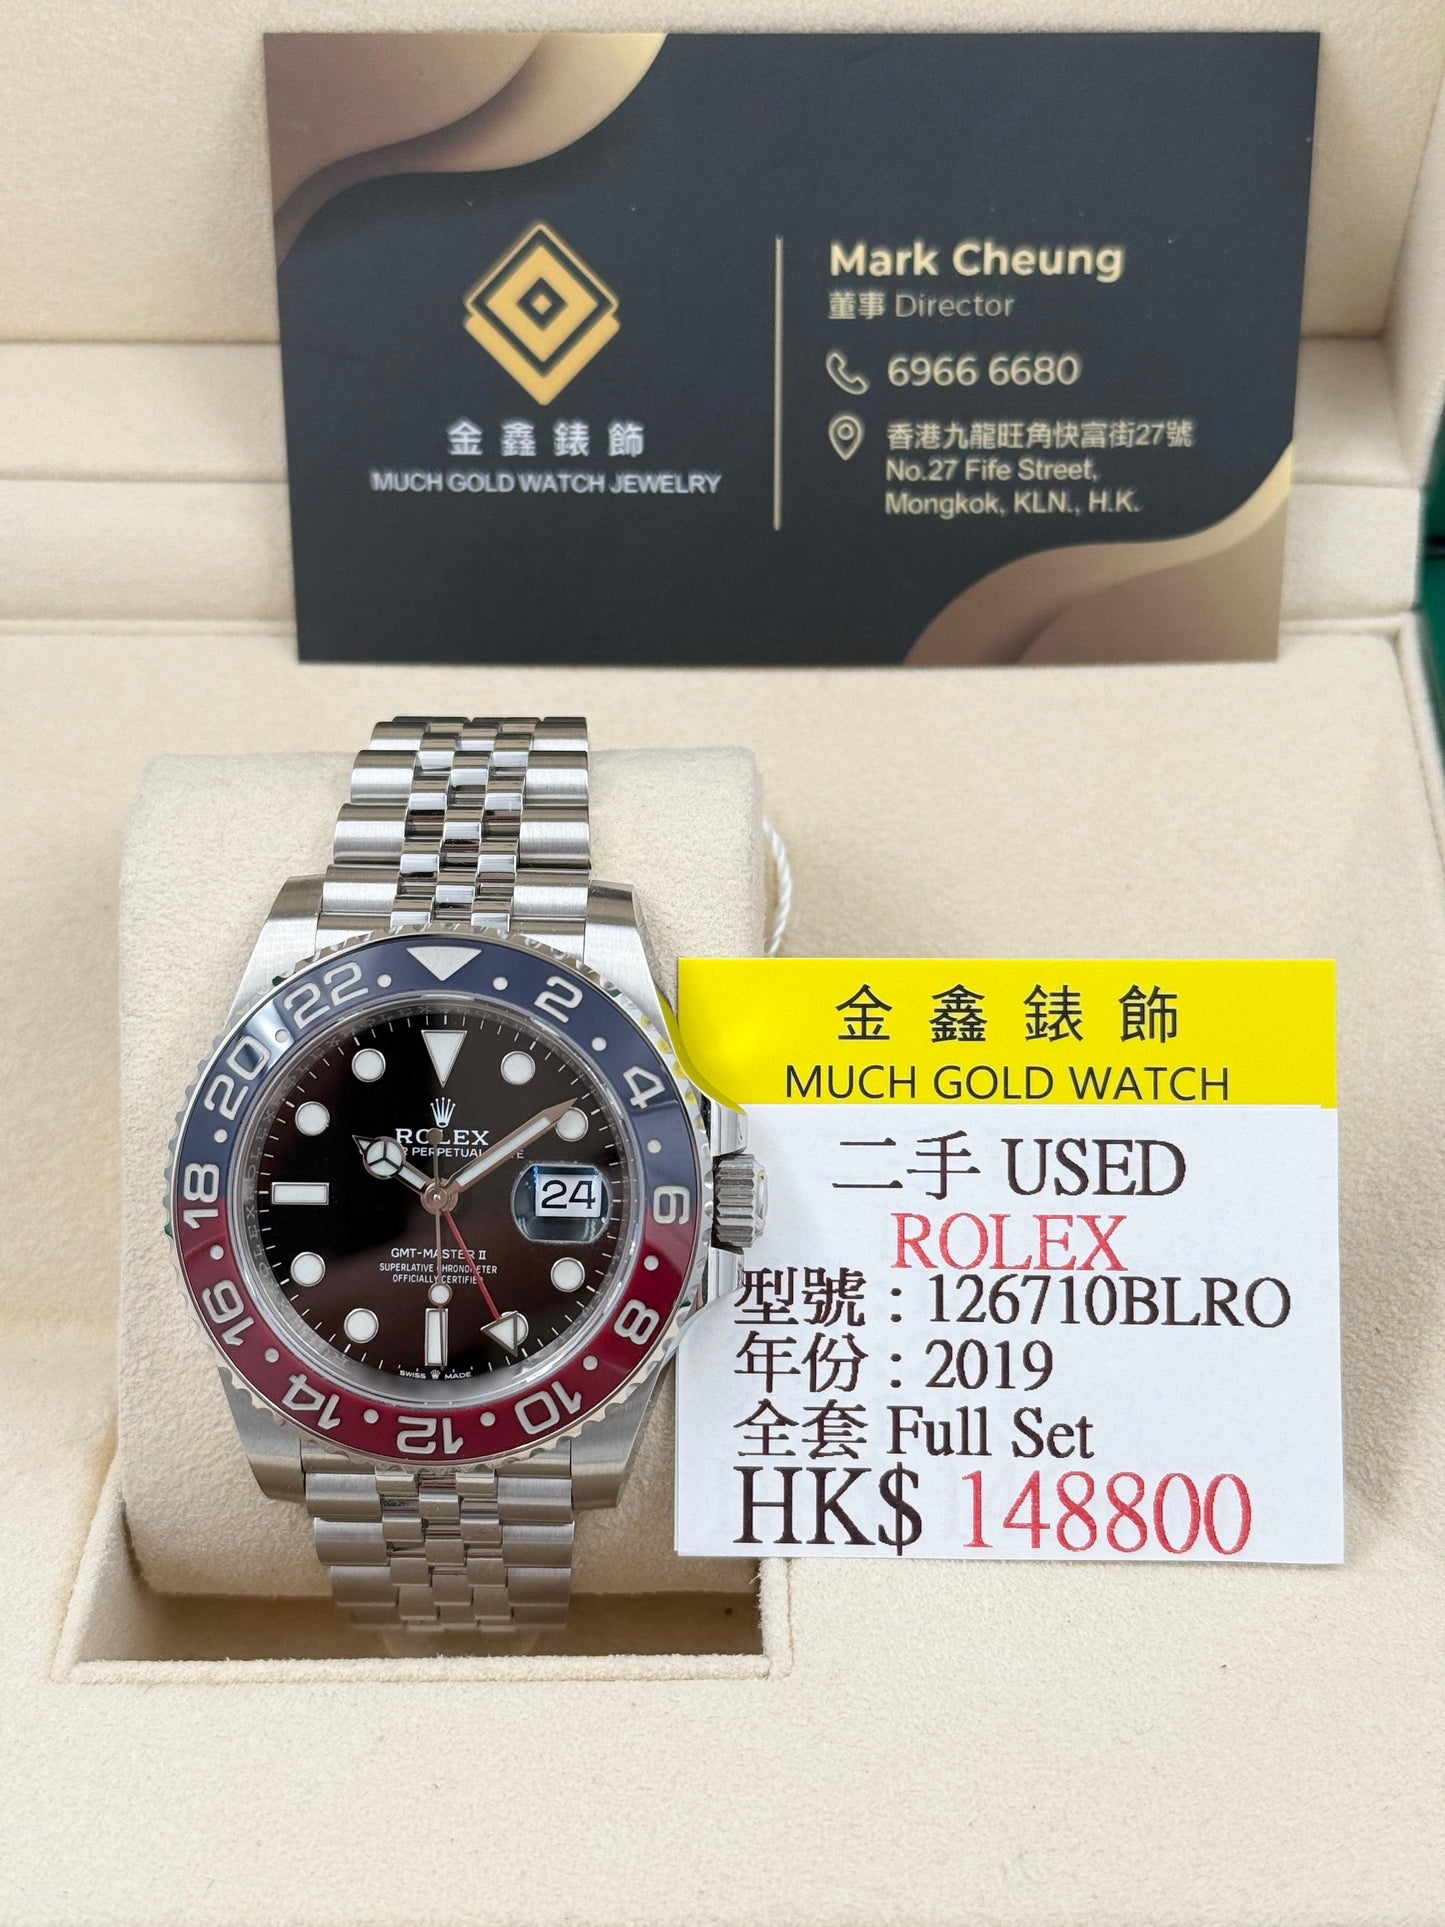 Mark Cheung
董事 Director
6966 6680
香港九龍旺角快富街27號
No.27 Fife Street,
Mongkok, KLN., H.K.
金鑫錶飾
MUCH GOLD WATCH JEWELRY
22
2
20
4
18
6
16
8
14
12
10
ROLEX
PERPETUAL
24
GMT-MASTER II
SUPERLATIVE CHRONOMETER
OFFICIALLY CERTIFIED
SWISS MADE
金鑫錶飾
MUCH GOLD WATCH
二手 USED
ROLEX
型號 : 126710BLRO
年份 : 2019
全套 Full Set
HK$ 148800